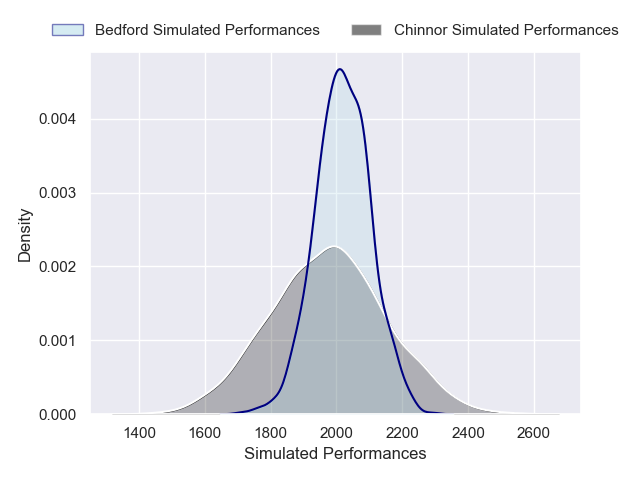 Bedford Simulated Performances Chinnor Simulated Performances
0.004
0.003
0.002
0.001
0.000
Density
1400 1600 1800 2000 2200 2400 2600
Simulated Performances